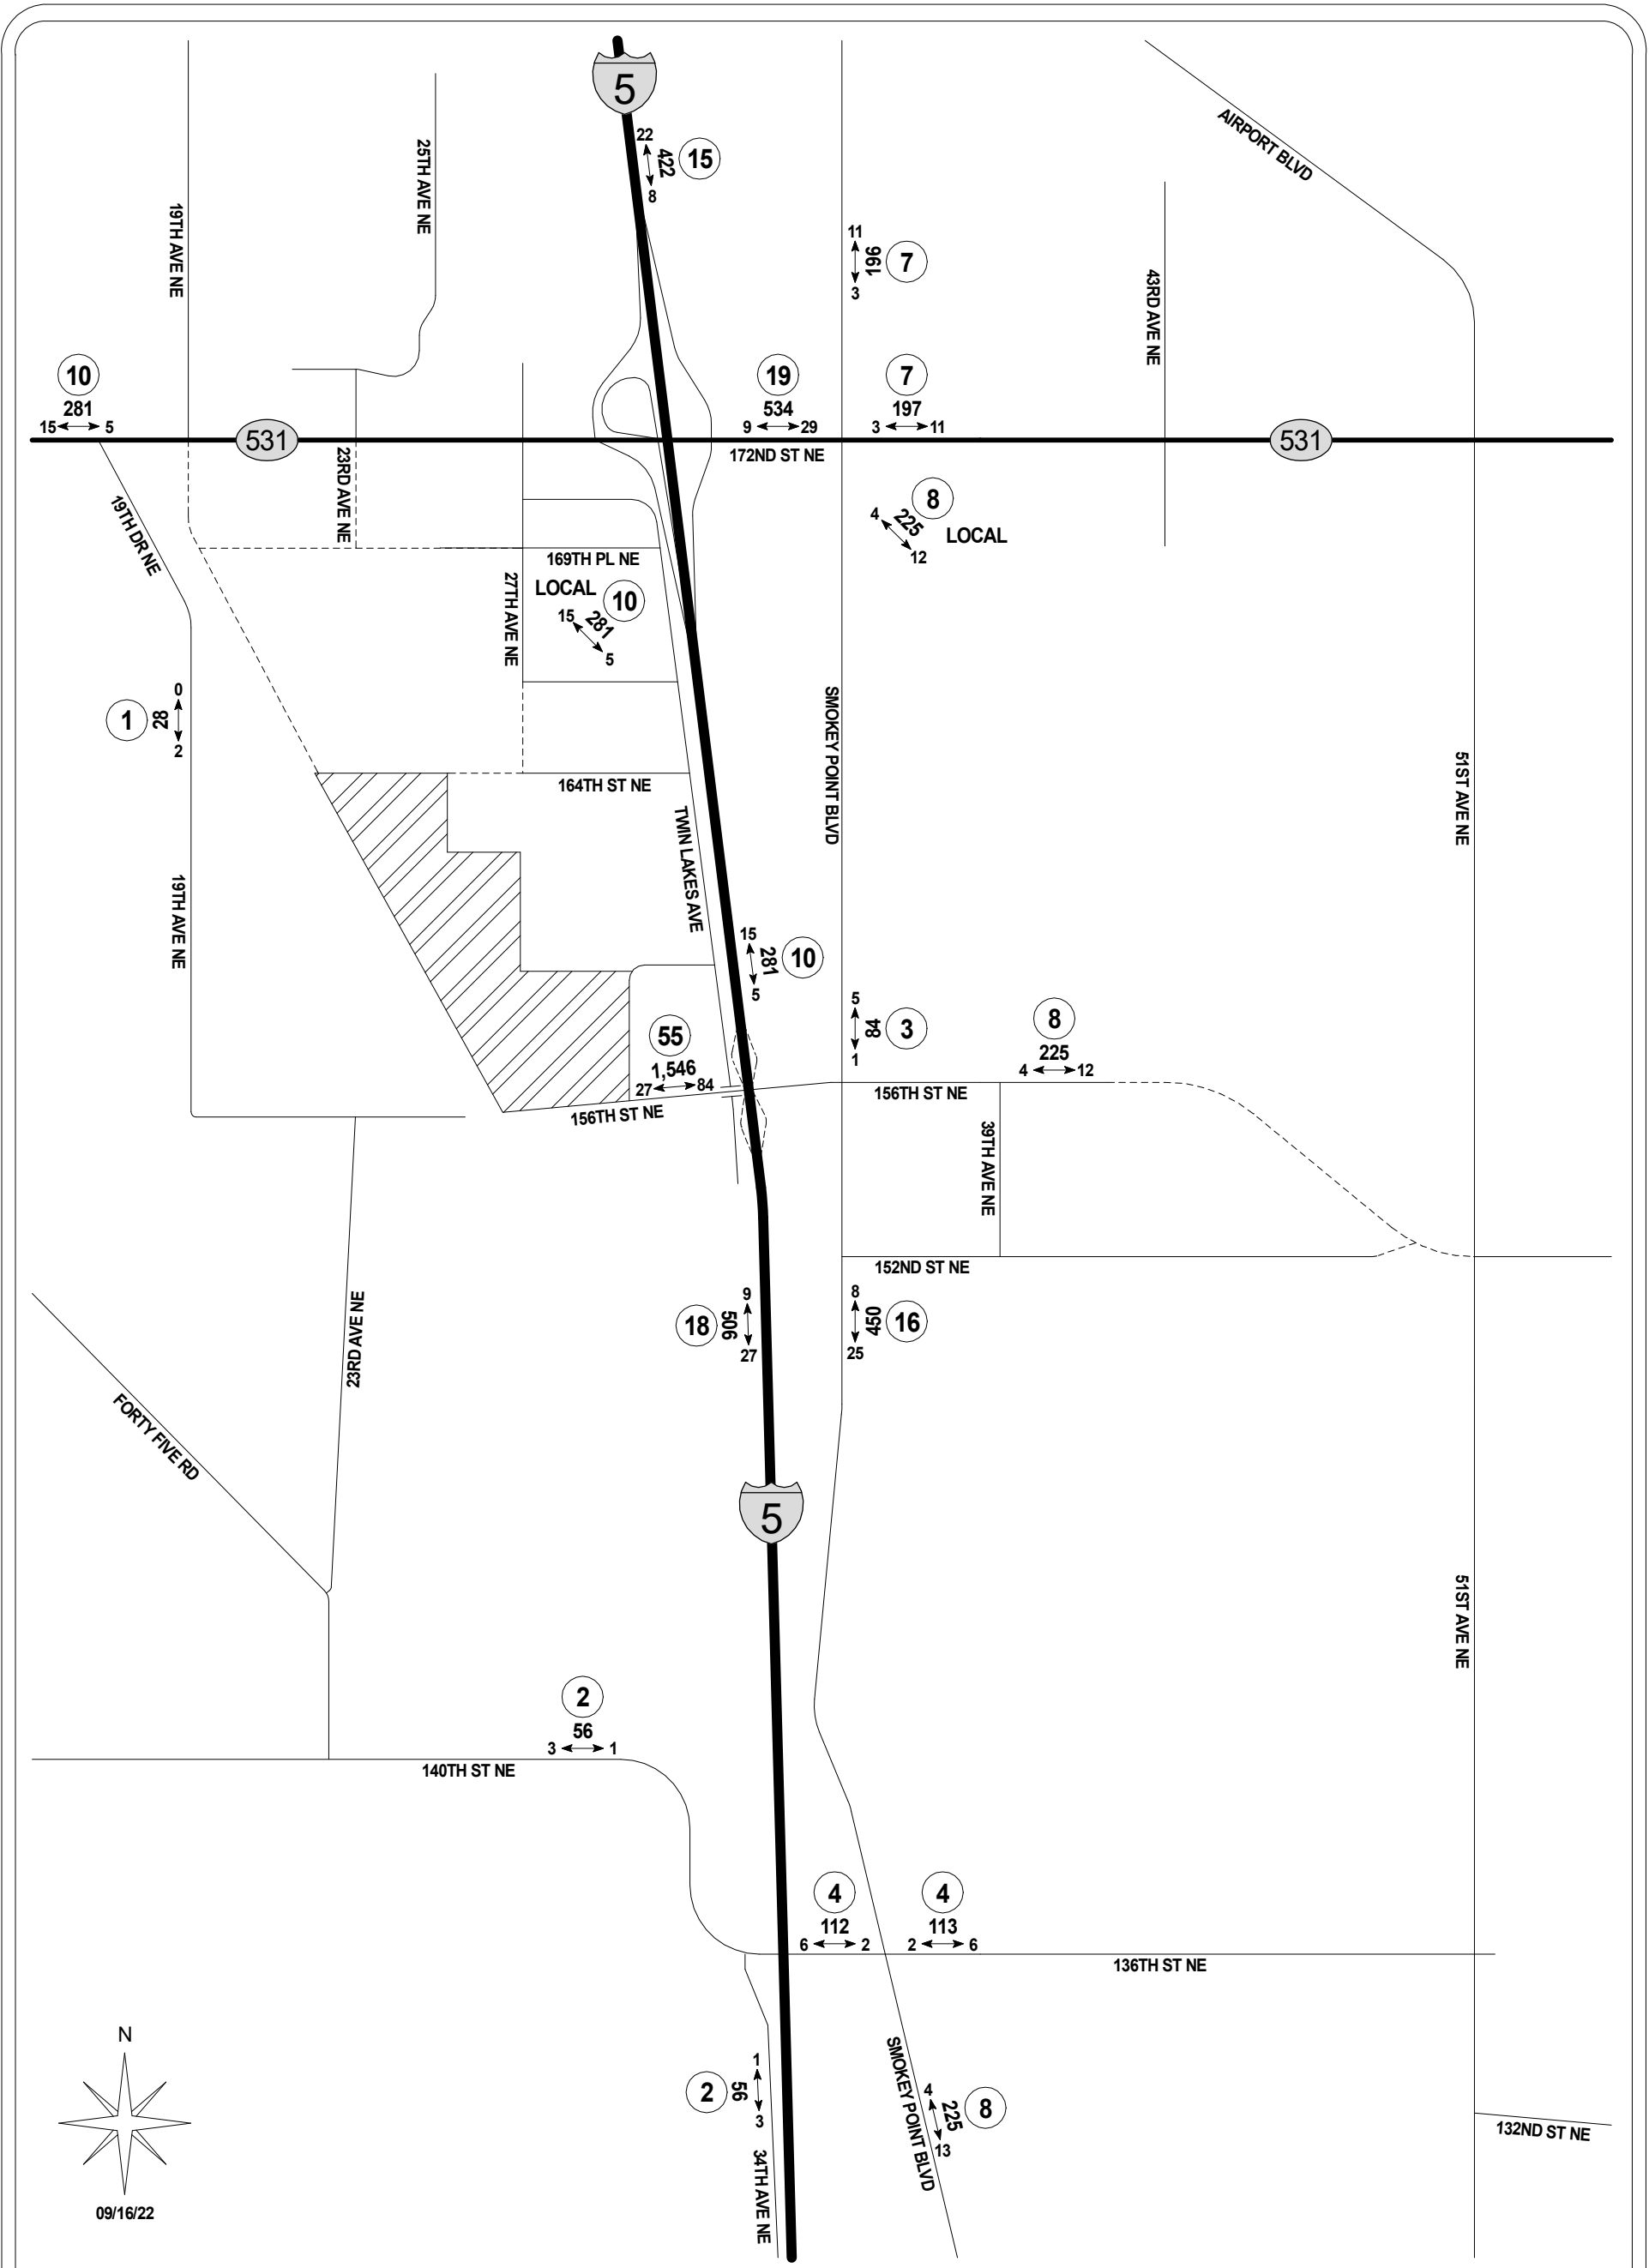 5
22
422
15
8
AIRPORT BLVD
25TH AVE NE
19TH AVE NE
11
196
7
3
43RD AVE NE
10
281
15 5
19
534
9 29
7
197
3 11
531
531
172ND ST NE
23RD AVE NE
19TH DR NE
8
4
225
LOCAL
12
169TH PL NE
27TH AVE NE
LOCAL
10
15
281
5
0
1
28
2
SMOKEY POINT BLVD
51ST AVE NE
164TH ST NE
TWIN LAKES AVE
19TH AVE NE
15
281
10
5
5
84
3
1
55
1,546
27 84
156TH ST NE
8
225
4 12
156TH ST NE
39TH AVE NE
152ND ST NE
9
18
506
27
8
450
16
25
23RD AVE NE
FORTY FIVE RD
5
51ST AVE NE
2
56
3 1
140TH ST NE
4
112
6 2
4
113
2 6
136TH ST NE
N
09/16/22
1
2
56
3
34TH AVE NE
SMOKEY POINT BLVD
4
225
8
13
132ND ST NE